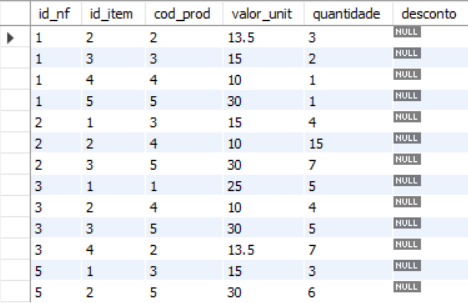 id_nf id_item cod_prod valor_unit quantidade desconto
1 2 2 13.5 3 NULL
1 3 3 15 2 NULL
1 4 4 10 1 NULL
1 5 5 30 1 NULL
2 1 3 15 4 NULL
2 2 4 10 15 NULL
2 3 5 30 7 NULL
3 1 1 25 5 NULL
3 2 4 10 4 NULL
3 3 5 30 5 NULL
3 4 2 13.5 7 NULL
5 1 3 15 3 NULL
5 2 5 30 6 NULL